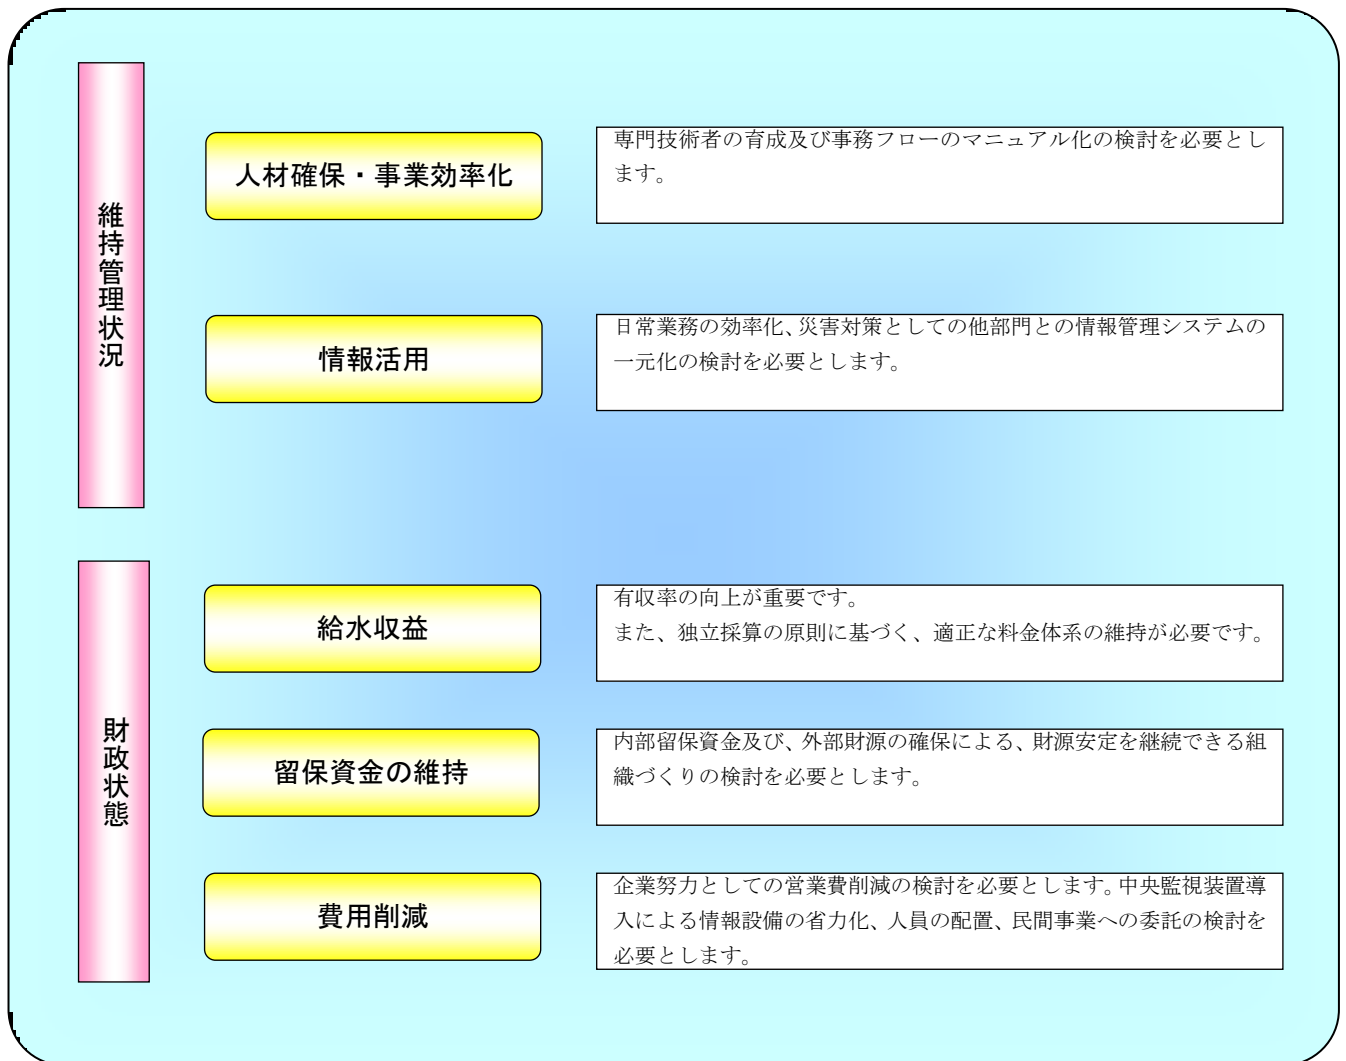 維持管理状況
人材確保・事業効率化
専門技術者の育成及び事務フローのマニュアル化の検討を必要とし
ます。
情報活用
日常業務の効率化、災害対策としての他部門との情報管理システムの
一元化の検討を必要とします。
財政状態
給水収益
有収率の向上が重要です。
また、独立採算の原則に基づく、適正な料金体系の維持が必要です。
留保資金の維持
内部留保資金及び、外部財源の確保による、財源安定を継続できる組
織づくりの検討を必要とします。
費用削減
企業努力としての営業費削減の検討を必要とします。中央監視装置導
入による情報設備の省力化、人員の配置、民間事業への委託の検討を
必要とします。